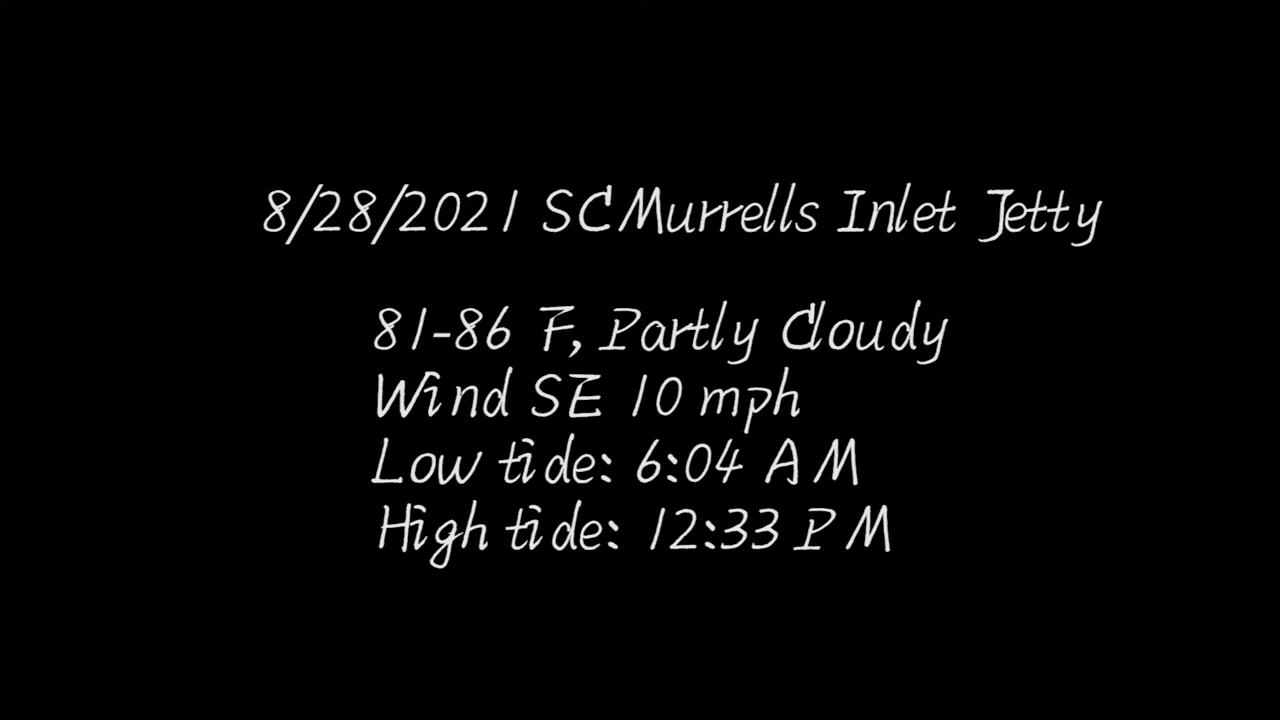 8/28/2021 SC Murrells Inlet Jetty
81-86 F, Partly Cloudy
Wind SE 10 mph
Low tide: 6:04 AM
High tide: 12:33 PM